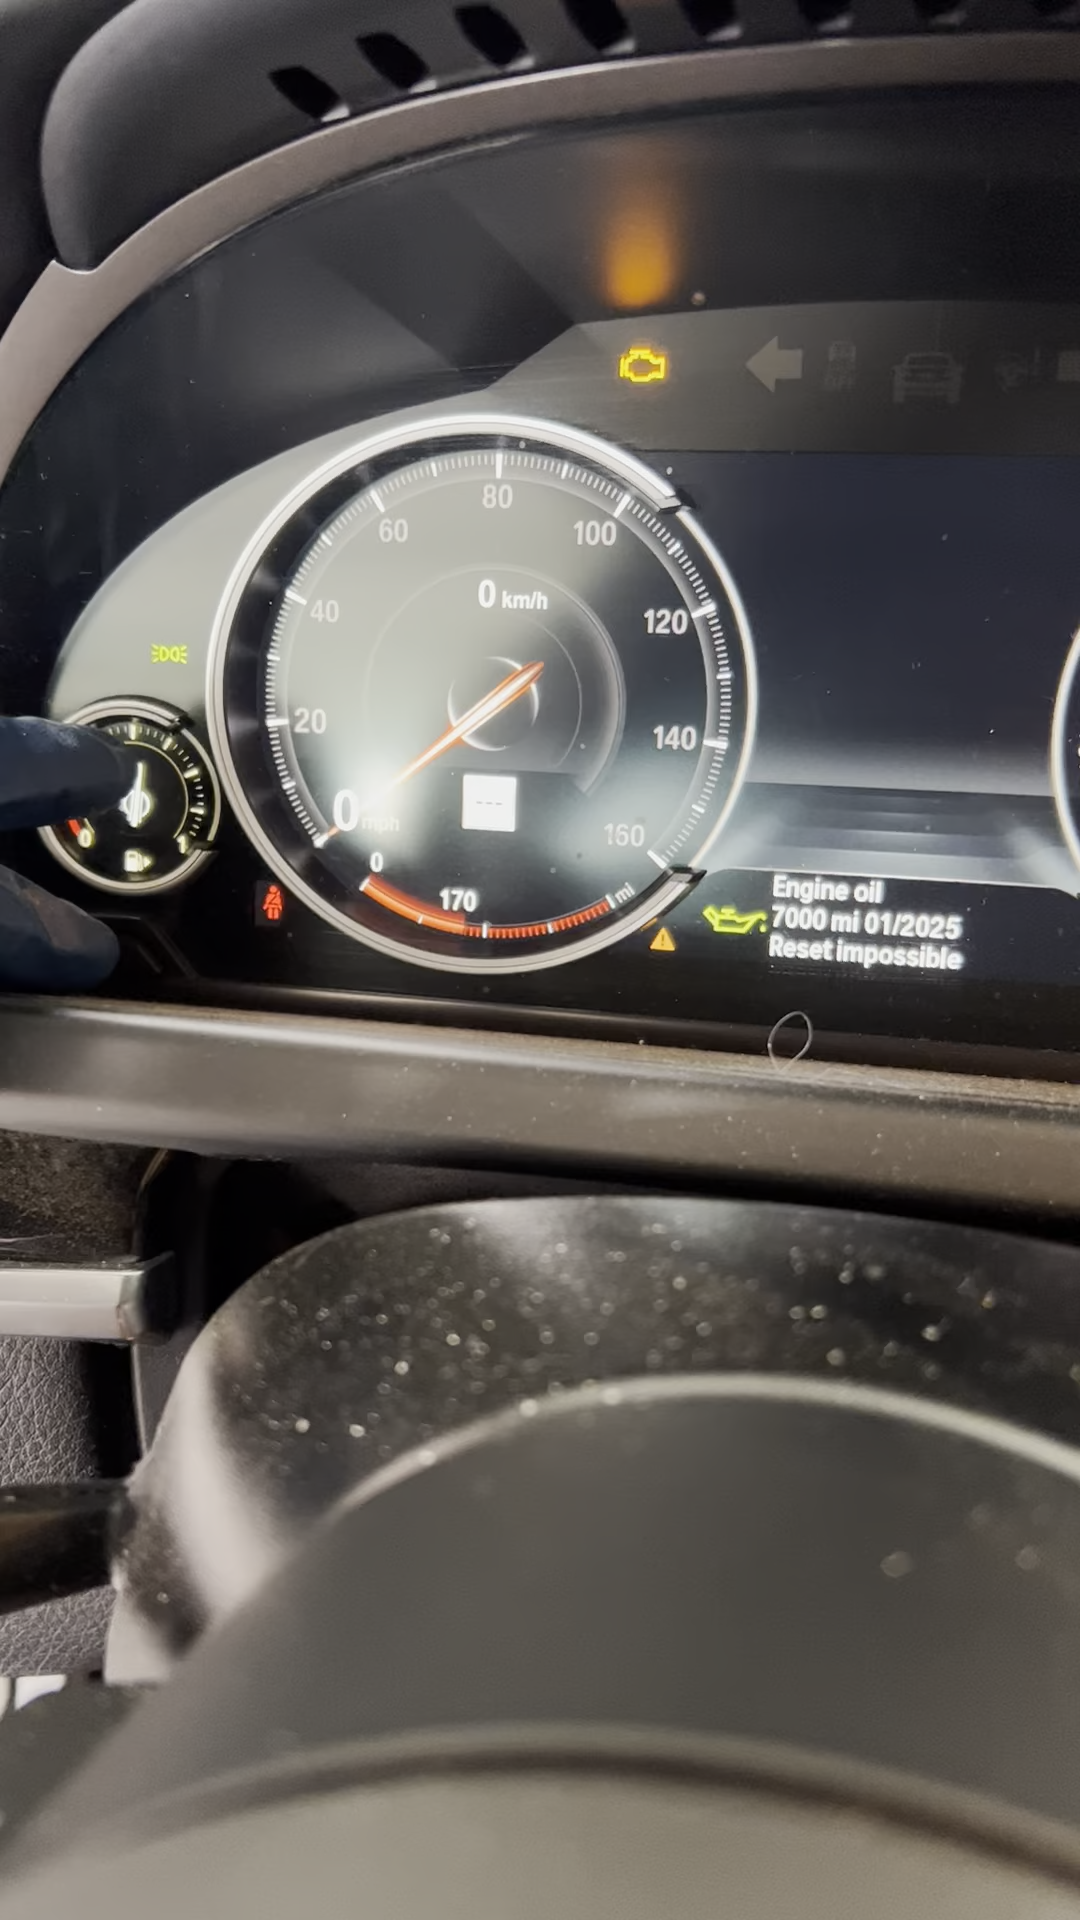 80
60
100
0 km/h
40
120
20
140
0 mph
---
160
0
0
170
mi
Engine oil
7000 mi 01/2025
Reset impossible